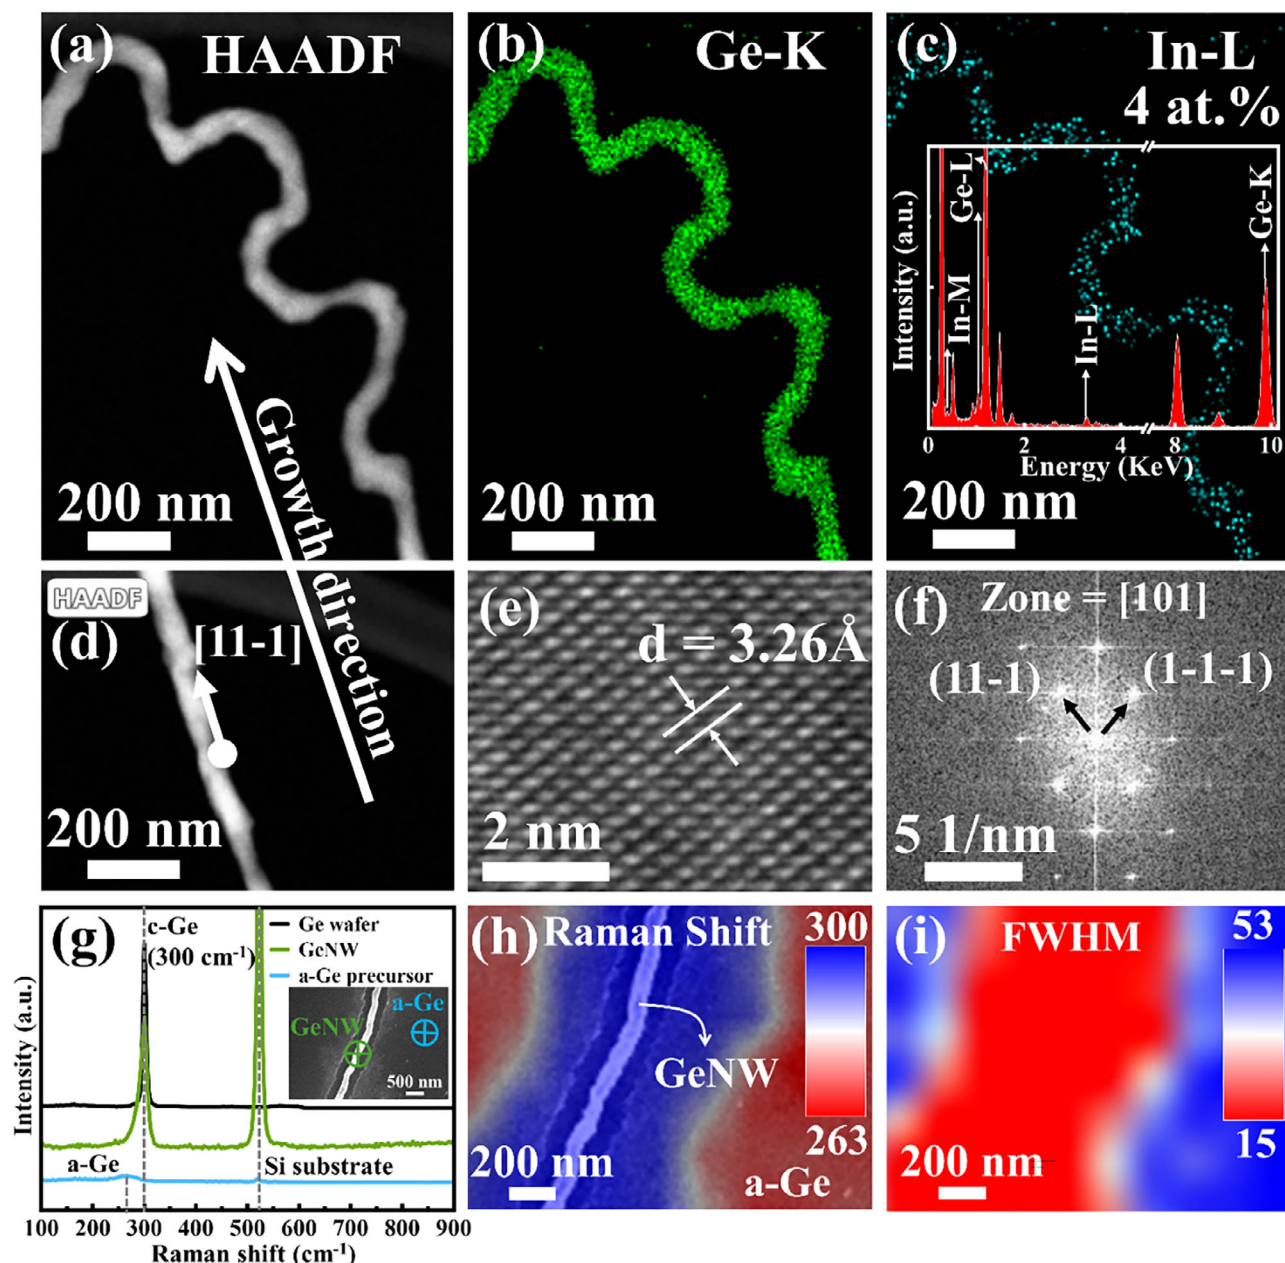 (a)
HAADF
200 nm
(b)
Ge-K
200 nm
(c)
In-L
4 at.%
Intensity (a.u.)
In-M
Ge-L
In-L
Ge-K
0 2 4 8 10
Energy (KeV)
200 nm
Growth direction
HAADF
(d)
[11-1]
200 nm
(e)
d = 3.26Å
2 nm
(f)
Zone = [101]
(11-1)
(1-1-1)
5 1/nm
(g)
c-Ge
(300 cm⁻¹)
Ge wafer
GeNW
a-Ge precursor
GeNW
a-Ge
500 nm
a-Ge
Si substrate
Intensity (a.u.)
100 200 300 400 500 600 700 800 900
Raman shift (cm⁻¹)
(h)
Raman Shift
300
263
GeNW
200 nm
a-Ge
(i)
FWHM
53
15
200 nm